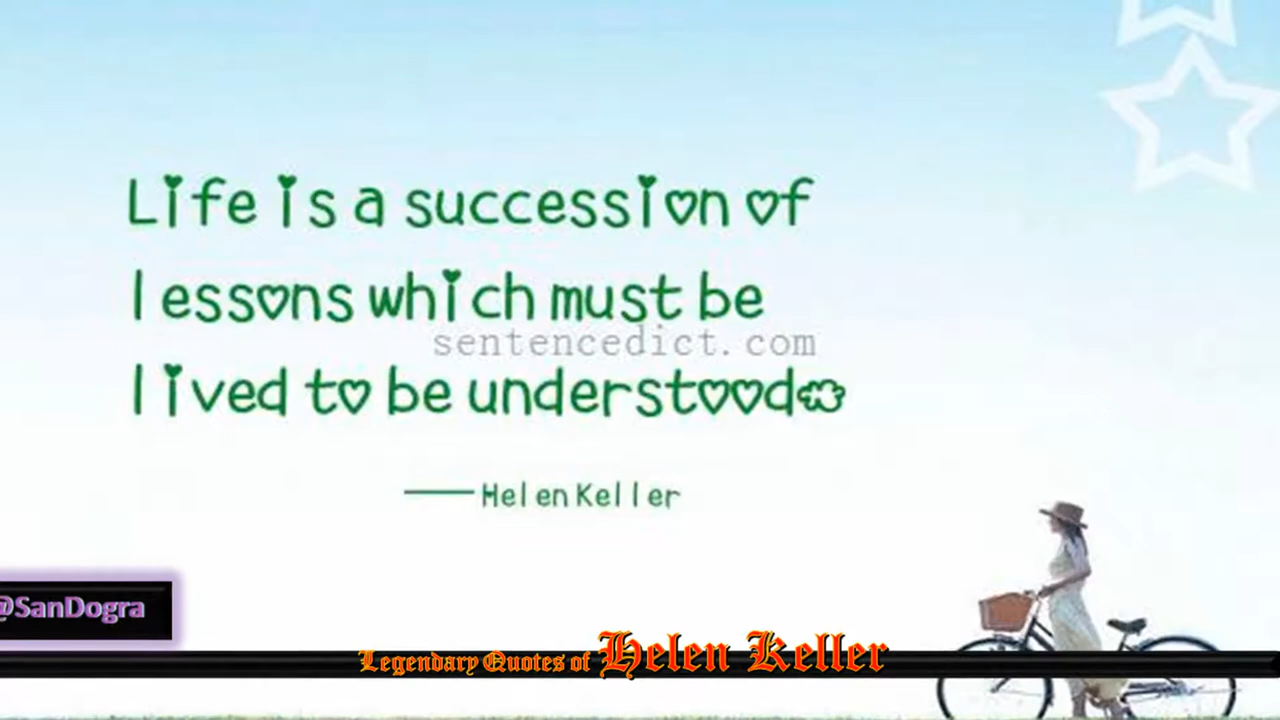 Life is a succession of
lessons which must be
sentencedict.com
lived to be understood
——Helen Keller
@SanDogra
Legendary Quotes of Helen Keller